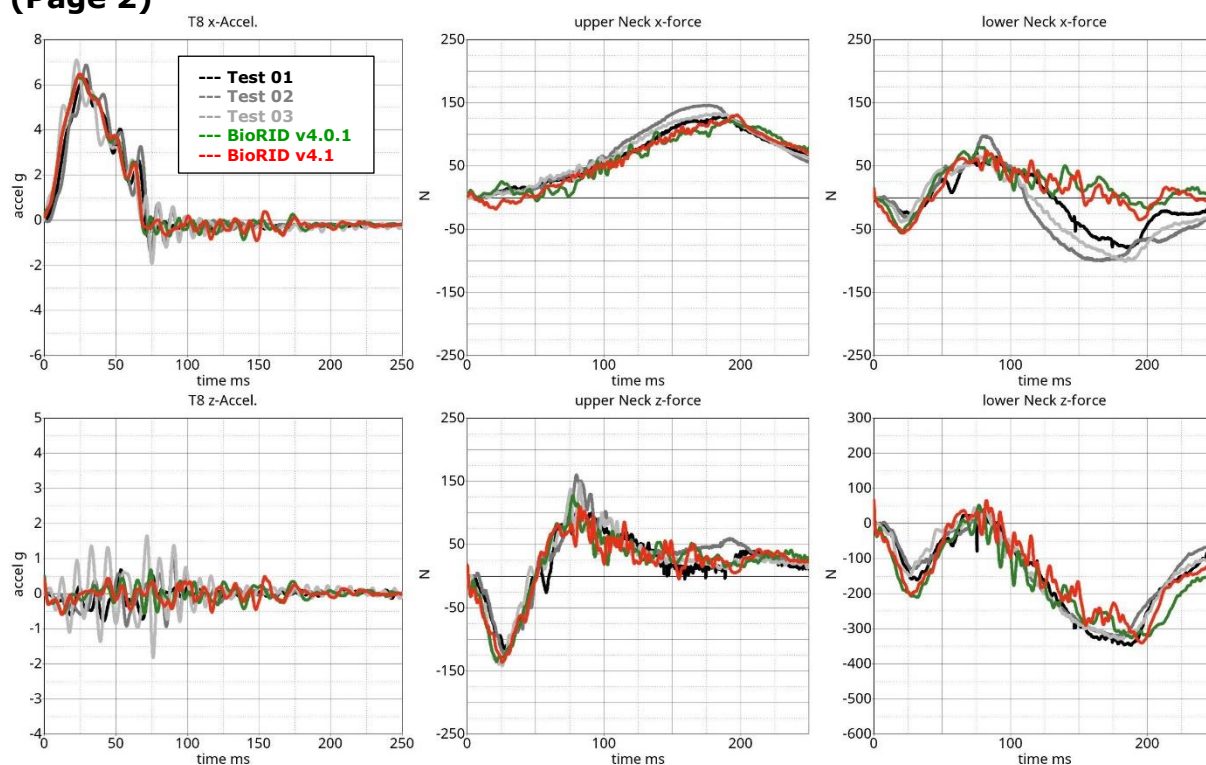 (Page 2)
T8 x-Accel.
upper Neck x-force
lower Neck x-force
8
6
4
2
0
-2
-4
-6
accel g
--- Test 01
--- Test 02
--- Test 03
--- BioRID v4.0.1
--- BioRID v4.1
0 50 100 150 200 250
time ms
250
150
50
-50
-150
-250
N
0 100 200
time ms
250
150
50
-50
-150
-250
N
0 100 200
time ms
T8 z-Accel.
upper Neck z-force
lower Neck z-force
5
4
3
2
1
0
-1
-2
-3
-4
accel g
0 50 100 150 200 250
time ms
250
150
50
-50
-150
-250
N
0 100 200
time ms
300
200
100
0
-100
-200
-300
-400
-500
-600
N
0 100 200
time ms